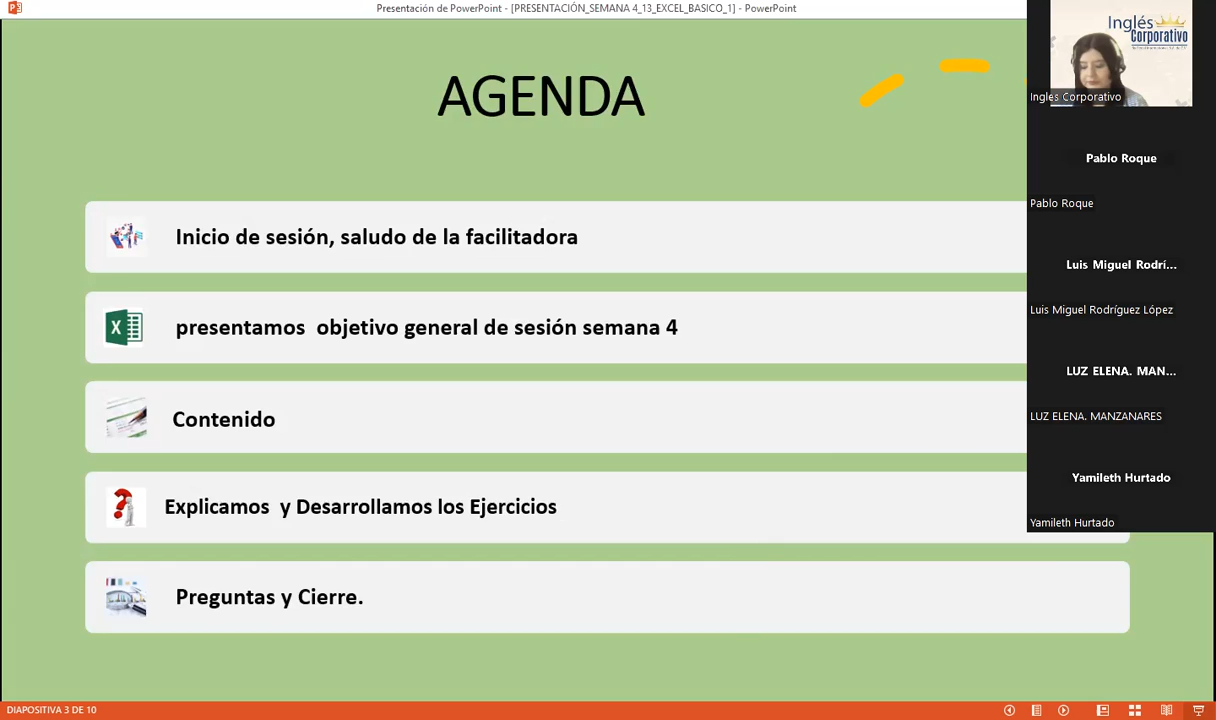 Presentación de PowerPoint - [PRESENTACIÓN_SEMANA 4_13_EXCEL_BASICO_1] - PowerPoint
AGENDA
Inicio de sesión, saludo de la facilitadora
presentamos objetivo general de sesión semana 4
Contenido
Explicamos y Desarrollamos los Ejercicios
Preguntas y Cierre.
Inglés
Corporativo
Ingles Corporativo
Pablo Roque
Pablo Roque
Luis Miguel Rodrí...
Luis Miguel Rodríguez López
LUZ ELENA. MAN...
LUZ ELENA. MANZANARES
Yamileth Hurtado
Yamileth Hurtado
DIAPOSITIVA 3 DE 10